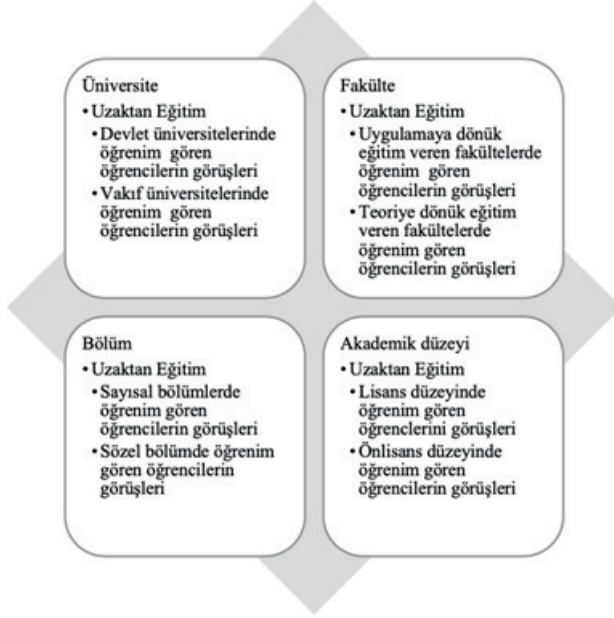 Üniversite
• Uzaktan Eğitim
• Devlet üniversitelerinde
öğrenim gören
öğrencilerin görüşleri
• Vakıf üniversitelerinde
öğrenim gören
öğrencilerin görüşleri
Fakülte
• Uzaktan Eğitim
• Uygulamaya dönük
eğitim veren fakültelerde
öğrenim gören
öğrencilerin görüşleri
• Teoriye dönük eğitim
veren fakültelerde
öğrenim gören
öğrencilerin görüşleri
Bölüm
• Uzaktan Eğitim
• Sayısal bölümlerde
öğrenim gören
öğrencilerin görüşleri
• Sözel bölümde öğrenim
gören öğrencilerin
görüşleri
Akademik düzeyi
• Uzaktan Eğitim
• Lisans düzeyinde
öğrenim gören
öğrenclerini görüşleri
• Önlisans düzeyinde
öğrenim gören
öğrencilerin görüşleri